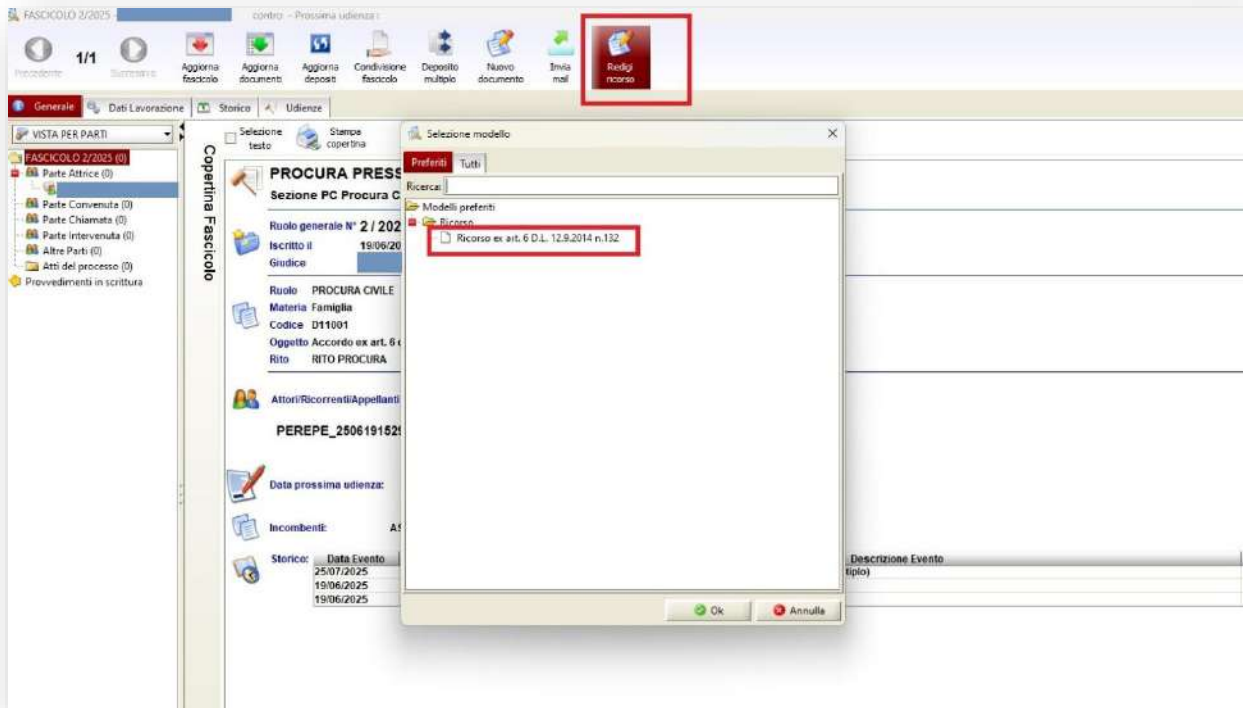 FASCICOLO 2/2025 - contro - Prossima udienza :
Precedente 1/1 Successivo
Aggiorna fascicolo
Aggiorna documenti
Aggiorna depositi
Condivisione fascicolo
Deposito multiplo
Nuovo documento
Invia mail
Redigi ricorso
Generale Dati Lavorazione Storico Udienze
VISTA PER PARTI
FASCICOLO 2/2025 (0)
Parte Attrice (0)
Parte Convenuta (0)
Parte Chiamata (0)
Parte Intervenuta (0)
Altre Parti (0)
Atti del processo (0)
Provvedimenti in scrittura
Copertina Fascicolo
Selezione testo
Stampa copertina
PROCURA PRESS
Sezione PC Procura C
Ruolo generale N° 2 / 202
Iscritto il 19/06/20
Giudice
Ruolo PROCURA CIVILE
Materia Famiglia
Codice D11001
Oggetto Accordo ex art. 6
Rito RITO PROCURA
Attori/Ricorrenti/Appellanti
PEREPE_2506191529
Data prossima udienza:
Incombenti: AS
Storico: Data Evento Descrizione Evento
25/07/2025 tiplo)
19/06/2025
19/06/2025
Selezione modello
Preferiti Tutti
Ricerca:
Modelli preferiti
Ricorso
Ricorso ex art. 6 D.L. 12.9.2014 n.132
Ok Annulla